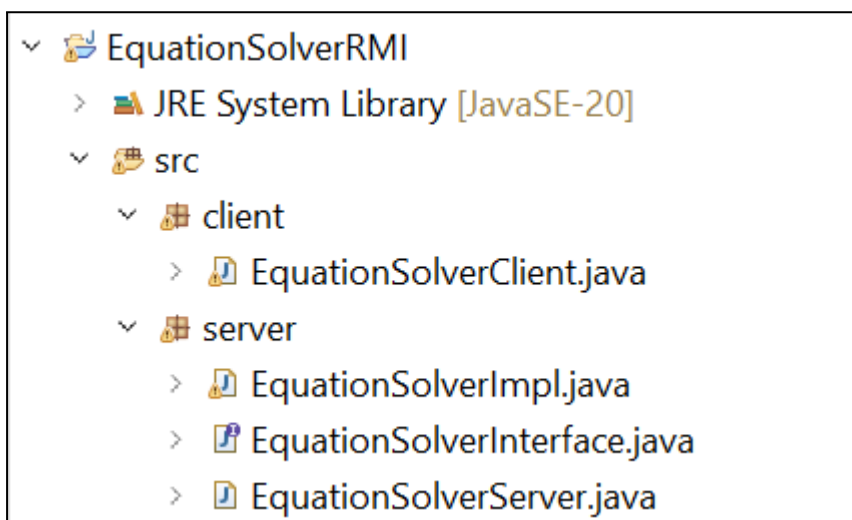 EquationSolverRMI
JRE System Library [JavaSE-20]
src
client
EquationSolverClient.java
server
EquationSolverImpl.java
EquationSolverInterface.java
EquationSolverServer.java